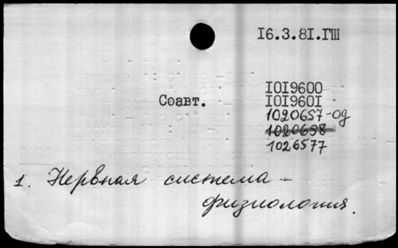 16.3.81.ГШ
Соавт.
1019600
1019601
1020657-од
1020658
1026577
1. Нервная система –
физиология.